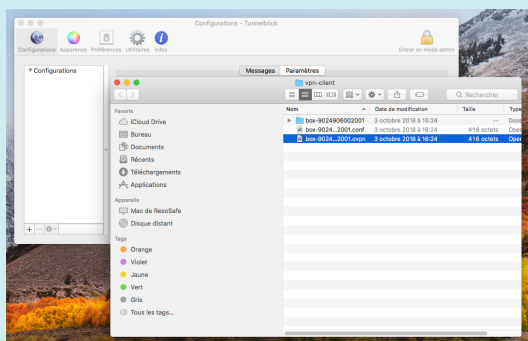 Configurations - Tunnelblick
Configurations Apparence Préférences Utilitaires Infos
Entrer en mode admin
Configurations
Messages Paramètres
vpn-client
Rechercher
Favoris
iCloud Drive
Bureau
Documents
Récents
Téléchargements
Applications
Appareils
Mac de ResoSafe
Disque distant
Tags
Orange
Violet
Jaune
Vert
Gris
Tous les tags...
Nom Date de modification Taille Type
box-9024906002001 3 octobre 2018 à 16:24 -- Doss
box-9024...2001.conf 3 octobre 2018 à 16:24 416 octets Oper
box-9024...2001.ovpn 3 octobre 2018 à 16:24 416 octets Oper